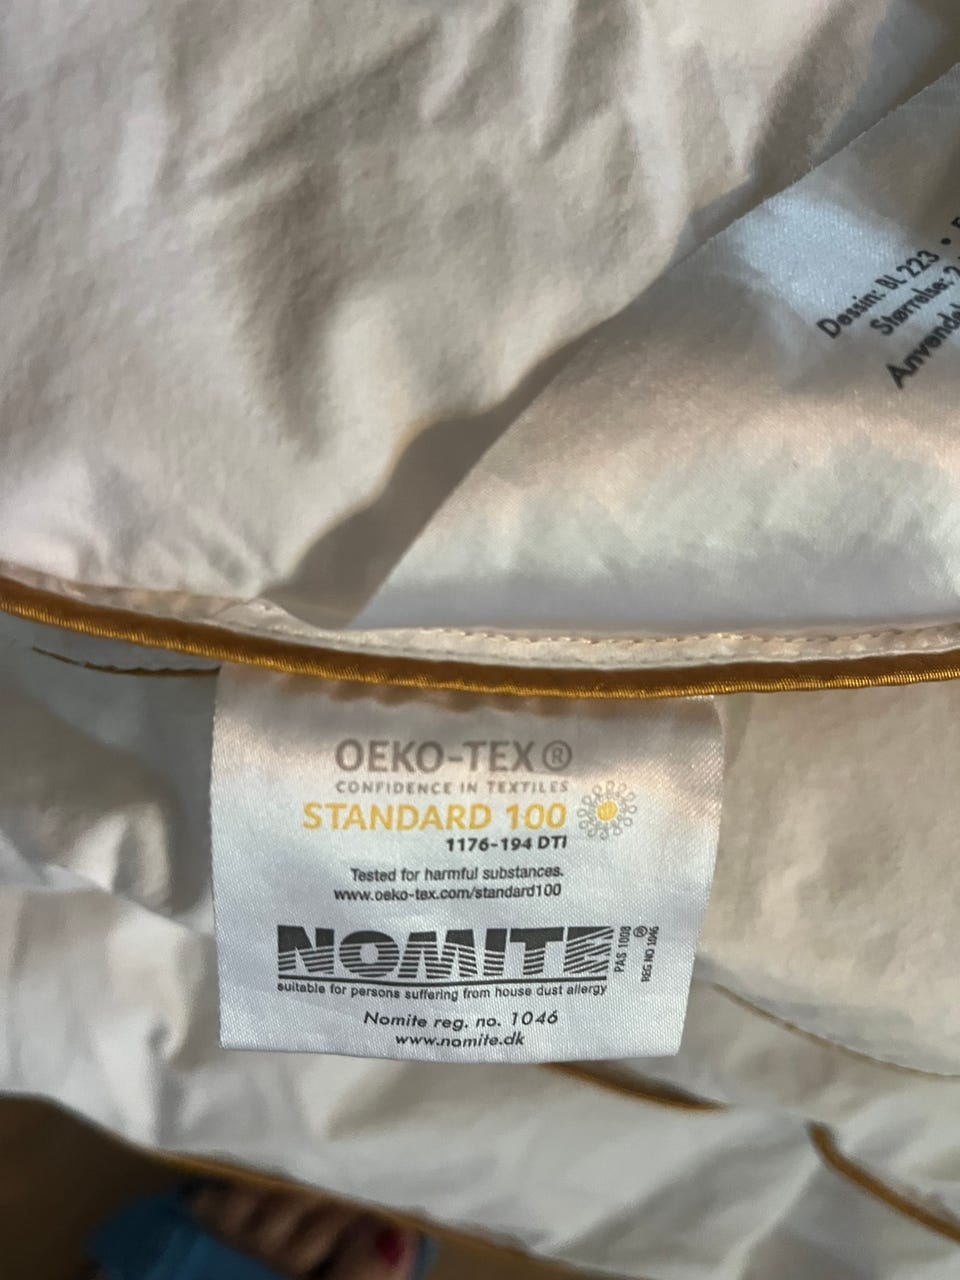 Dessin: BL 223 •
Størrelse: 2
OEKO-TEX®
CONFIDENCE IN TEXTILES
STANDARD 100
1176-194 DTI
Tested for harmful substances.
www.oeko-tex.com/standard100
NOMITE®
PAS 1008
REG NO 1046
suitable for persons suffering from house dust allergy
Nomite reg. no. 1046
www.nomite.dk